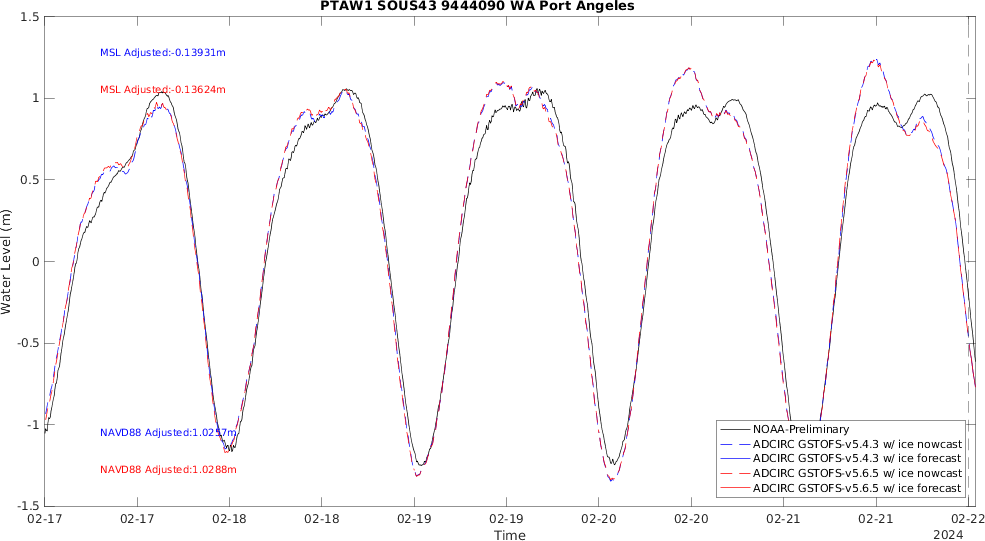 PTAW1 SOUS43 9444090 WA Port Angeles
1.5
MSL Adjusted:-0.13931m
MSL Adjusted:-0.13624m
1
0.5
0
Water Level (m)
-0.5
-1
NAVD88 Adjusted:1.0257m
NAVD88 Adjusted:1.0288m
NOAA-Preliminary
ADCIRC GSTOFS-v5.4.3 w/ ice nowcast
ADCIRC GSTOFS-v5.4.3 w/ ice forecast
ADCIRC GSTOFS-v5.6.5 w/ ice nowcast
ADCIRC GSTOFS-v5.6.5 w/ ice forecast
-1.5
02-17 02-17 02-18 02-18 02-19 02-19 02-20 02-20 02-21 02-21 02-22
Time
2024